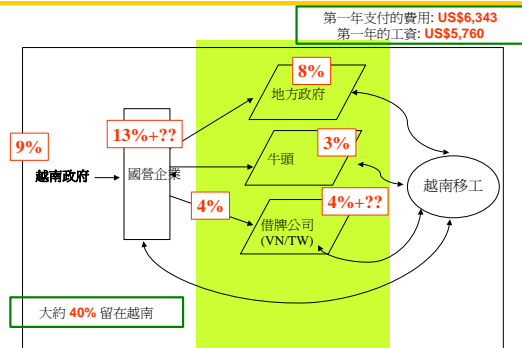 第一年支付的費用: US$6,343
第一年的工資: US$5,760
8%
地方政府
13%+??
9%
越南政府
國營企業
3%
牛頭
越南移工
4%
4%+??
借牌公司
(VN/TW)
大約 40% 留在越南